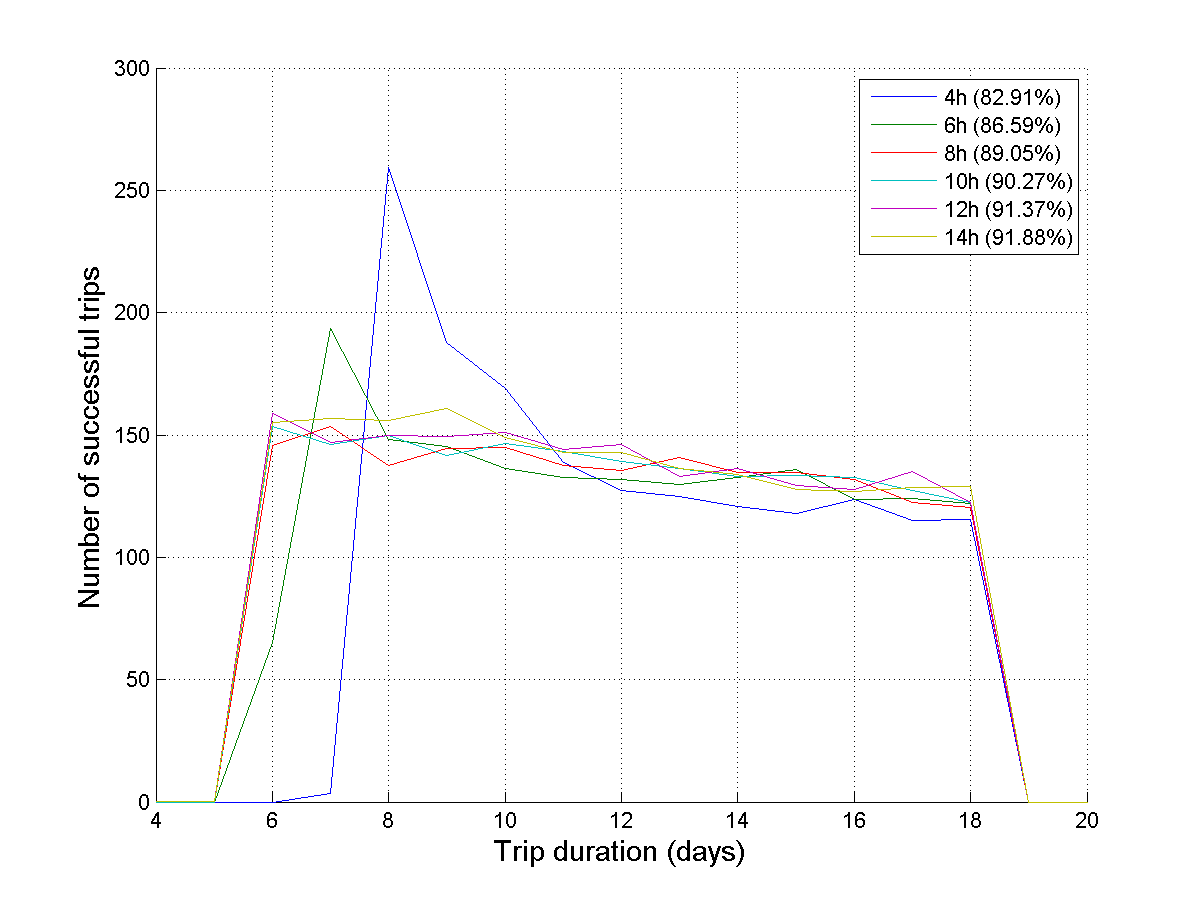 300
250
200
150
100
50
0
4 6 8 10 12 14 16 18 20
Number of successful trips
Trip duration (days)
4h (82.91%)
6h (86.59%)
8h (89.05%)
10h (90.27%)
12h (91.37%)
14h (91.88%)